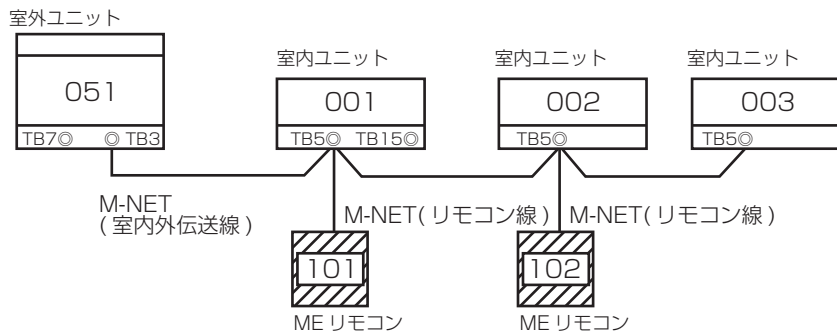 室外ユニット
室内ユニット 室内ユニット 室内ユニット
051
001
002
003
TB7◎ ◎ TB3
TB5◎ TB15◎
TB5◎
TB5◎
M-NET
(室内外伝送線)
M-NET(リモコン線) M-NET(リモコン線)
101
102
ME リモコン ME リモコン